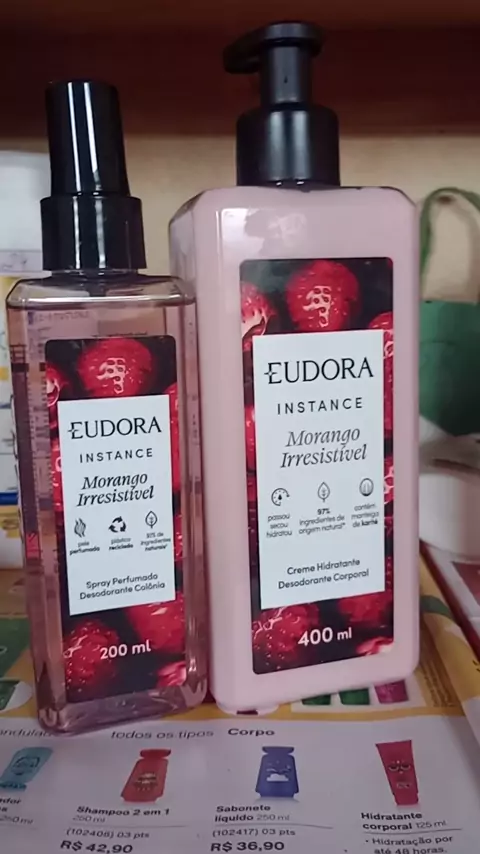 EUDORA
INSTANCE
Morango
Irresistível
pele
perfumada
plástico
reciclado
ingredientes
naturais*
Spray Perfumado
Desodorante Colônia
200 ml
EUDORA
INSTANCE
Morango
Irresistível
passou
secou
hidratou
97%
ingredientes de
origem natural*
contém
manteiga
de karité
Creme Hidratante
Desodorante Corporal
400 ml
todos os tipos
Corpo
250 ml
Shampoo 2 em 1
250 ml
(102408) 03 pts
R$ 42,90
Sabonete
líquido 250 ml
(102417) 03 pts
R$ 36,90
Hidratante
corporal 125 ml
• Hidratação por
até 48 horas.